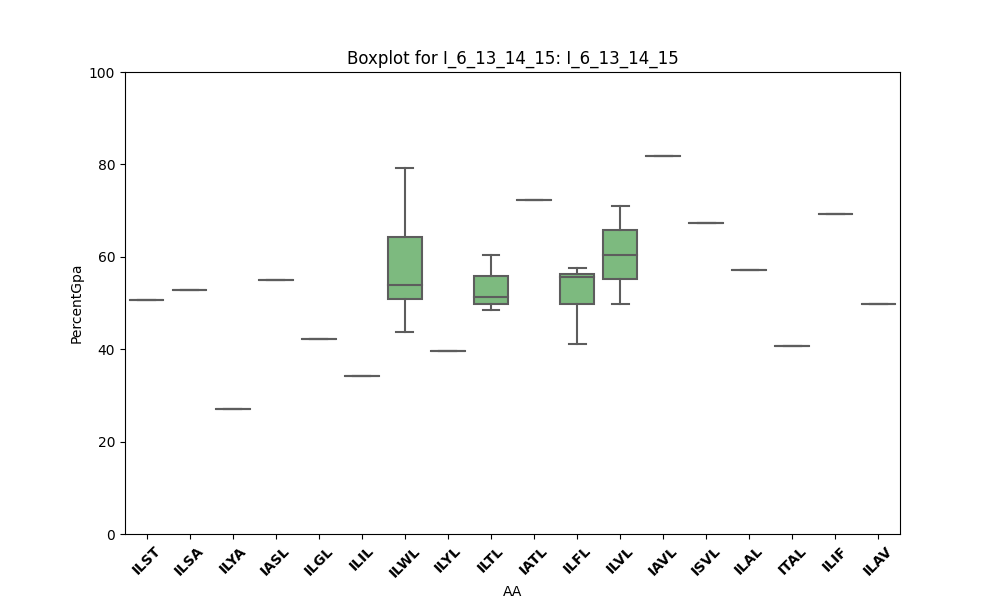 Boxplot for I_6_13_14_15: I_6_13_14_15
100
80
60
40
20
0
PercentGpa
ILST ILSA ILYA IASL ILGL ILIL ILWL ILYL ILTL IATL ILFL ILVL IAVL ISVL ILAL ITAL ILIF ILAV
AA